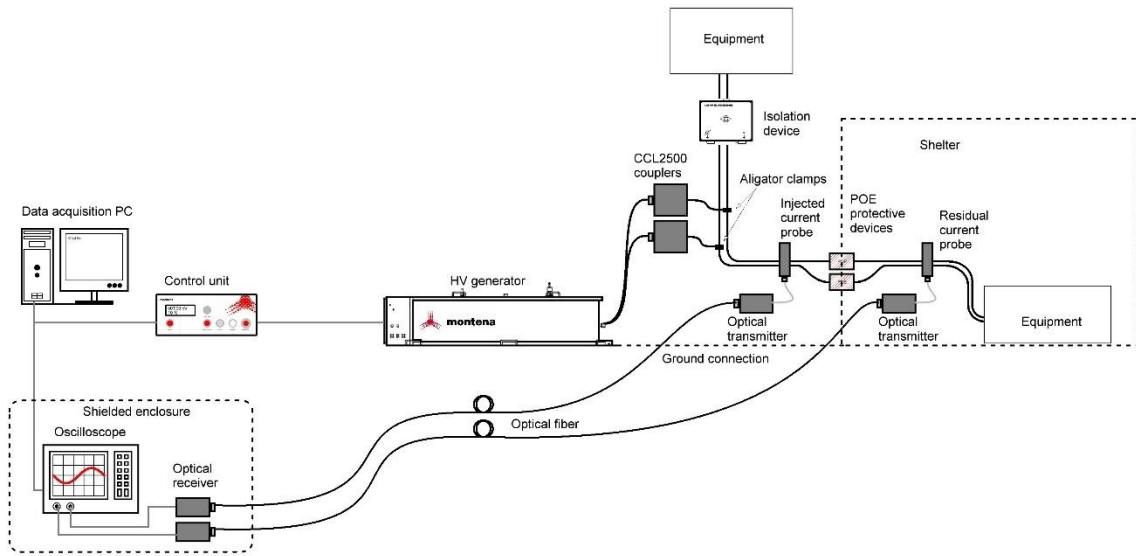 Equipment
Isolation
device
Shelter
CCL2500
couplers
Aligator clamps
Injected
current
probe
POE
protective
devices
Residual
current
probe
Data acquisition PC
Control unit
HV generator
montena
Optical
transmitter
Optical
transmitter
Equipment
Ground connection
Shielded enclosure
Oscilloscope
Optical
receiver
Optical fiber